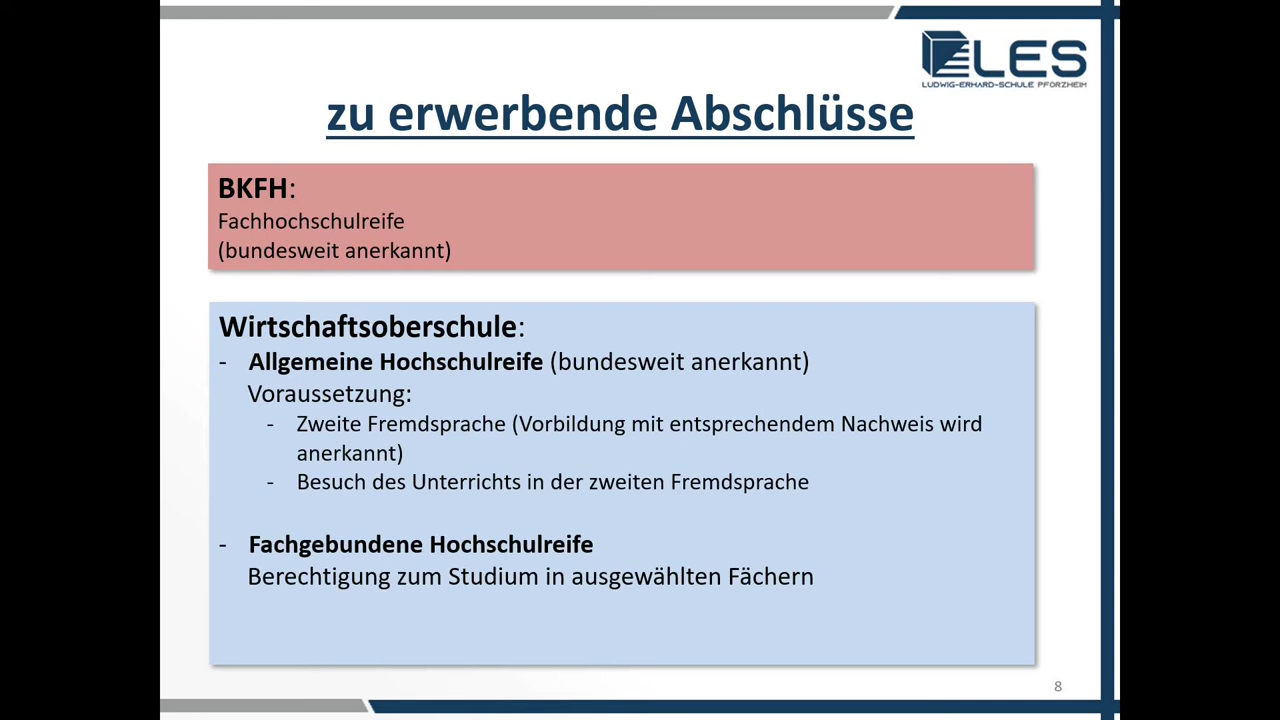 LES
LUDWIG-ERHARD-SCHULE PFORZHEIM
zu erwerbende Abschlüsse
BKFH:
Fachhochschulreife
(bundesweit anerkannt)
Wirtschaftsoberschule:
- Allgemeine Hochschulreife (bundesweit anerkannt)
Voraussetzung:
- Zweite Fremdsprache (Vorbildung mit entsprechendem Nachweis wird
anerkannt)
- Besuch des Unterrichts in der zweiten Fremdsprache
- Fachgebundene Hochschulreife
Berechtigung zum Studium in ausgewählten Fächern
8